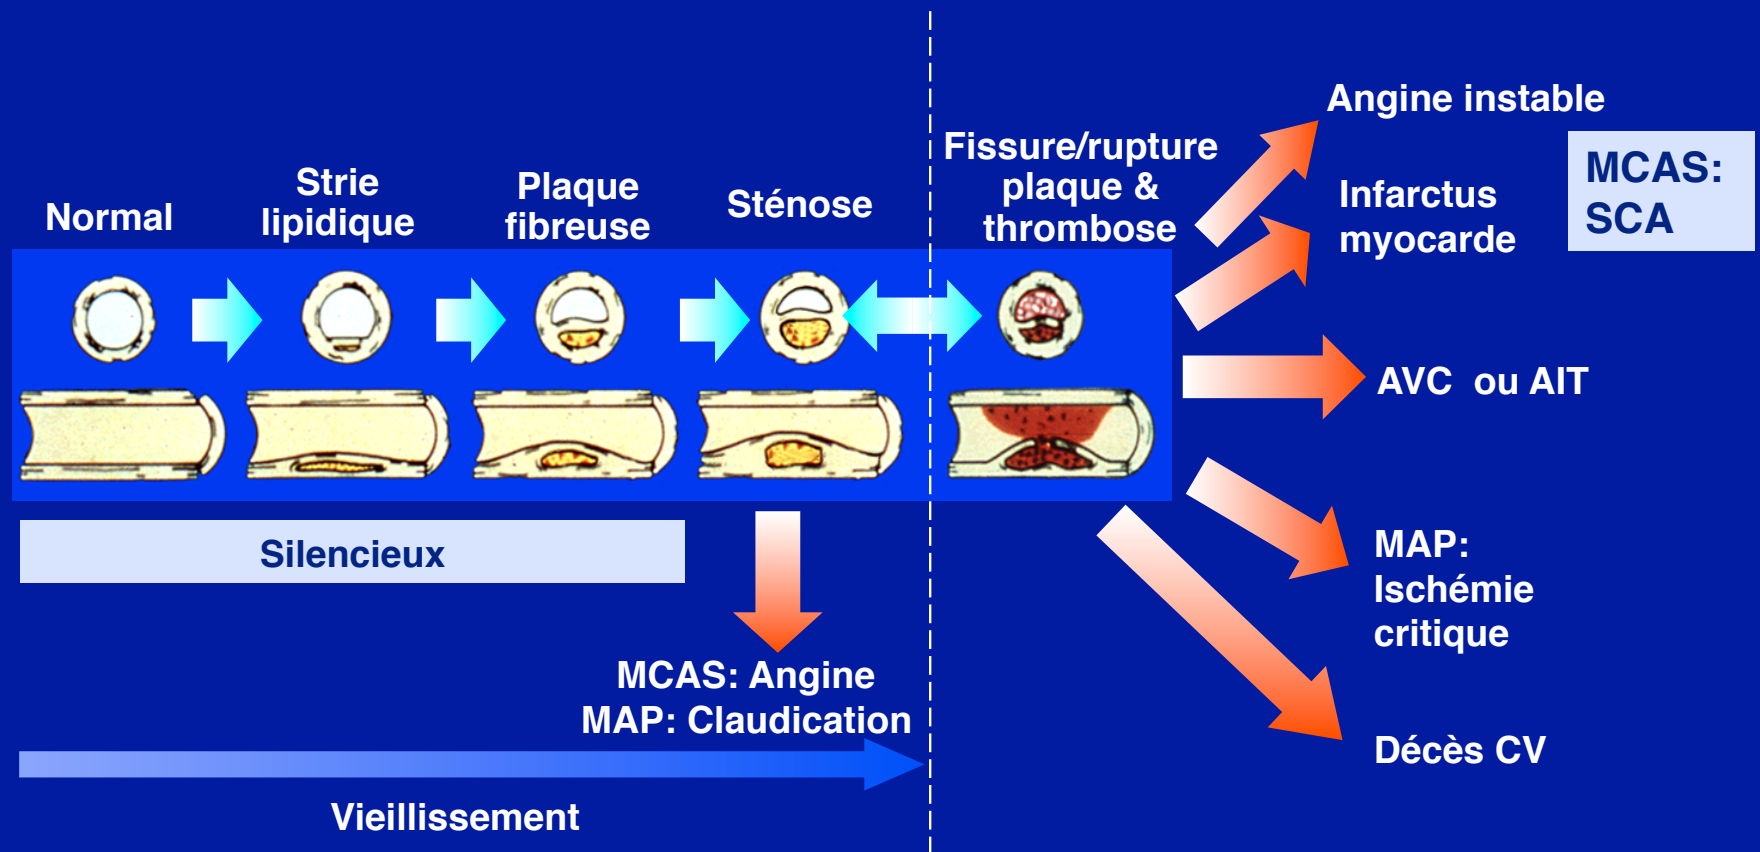 Normal
Strie
lipidique
Plaque
fibreuse
Sténose
Fissure/rupture
plaque &
thrombose
Angine instable
Infarctus
myocarde
MCAS:
SCA
AVC  ou AIT
MAP:
Ischémie
critique
Décès CV
Silencieux
MCAS: Angine
MAP: Claudication
Vieillissement